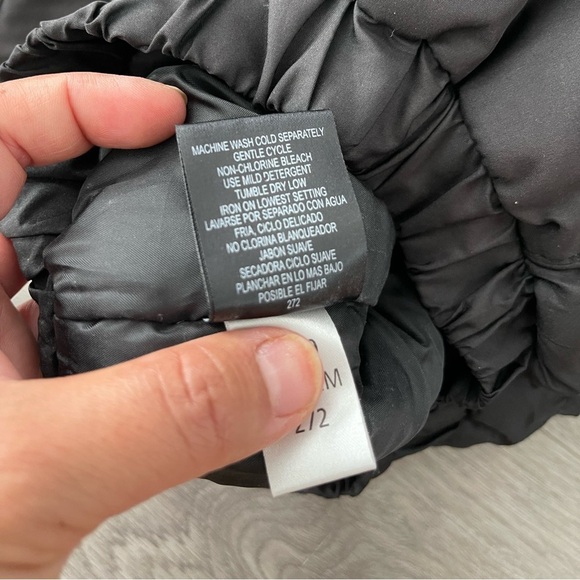 MACHINE WASH COLD SEPARATELY
GENTLE CYCLE
NON-CHLORINE BLEACH
USE MILD DETERGENT
TUMBLE DRY LOW
IRON ON LOWEST SETTING
LAVARSE POR SEPARADO CON AGUA
FRIA, CICLO DELICADO
NO CLORINA BLANQUEADOR
JABON SUAVE
SECADORA CICLO SUAVE
PLANCHAR EN LO MAS BAJO
POSIBLE EL FIJAR
272
M
272